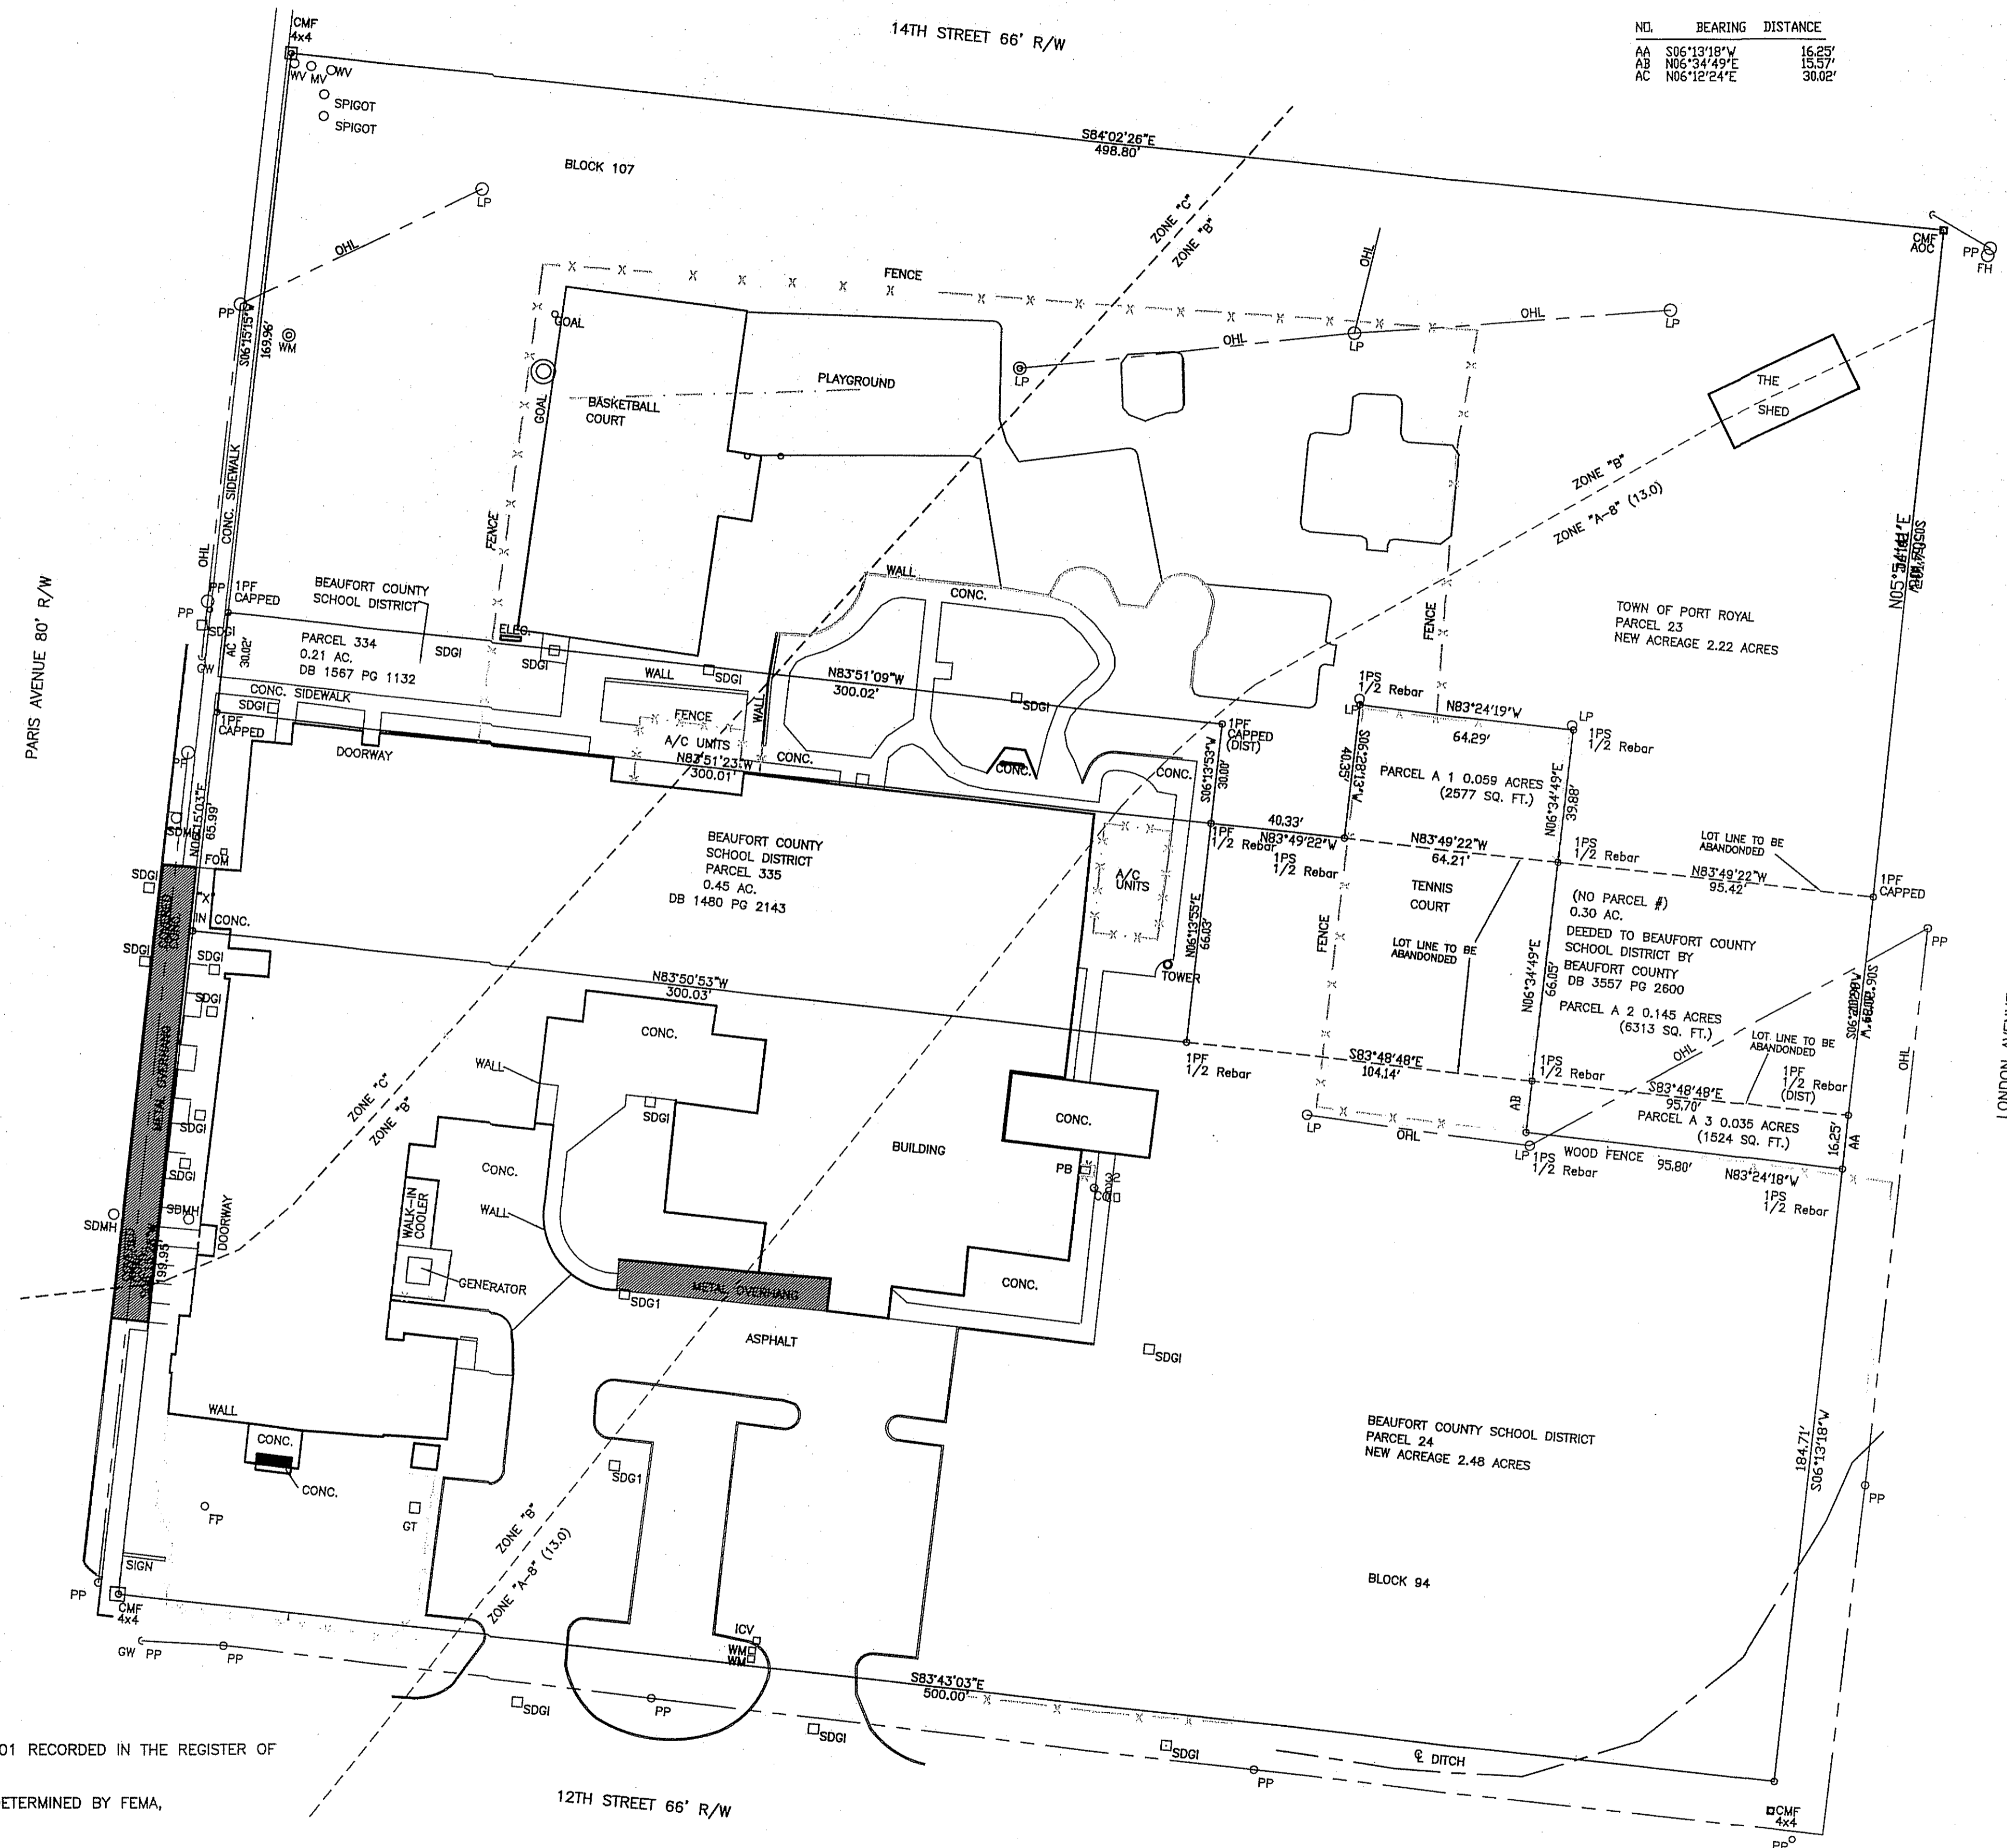 14TH STREET 66' R/W
NO. BEARING DISTANCE
AA S06°13'18"W 16.25'
AB N06°34'49"E 15.57'
AC N06°12'24"E 30.02'
CMF
4x4
WV MV WV
SPIGOT
SPIGOT
S84°02'26"E
498.80'
BLOCK 107
LP
OHL
ZONE "C"
ZONE "B"
OHL
CMF
AOC
PP
FH
FENCE
PP
S06°15'15"W
169.96'
WM
GOAL
GOAL
BASKETBALL
COURT
PLAYGROUND
LP
OHL
LP
OHL
LP
THE
SHED
ZONE "B"
ZONE "A-8" (13.0)
CONC. SIDEWALK
OHL
FENCE
PARIS AVENUE 80' R/W
PP
PP
1PF
CAPPED
SDGI
BEAUFORT COUNTY
SCHOOL DISTRICT
PARCEL 334
0.21 AC.
DB 1567 PG 1132
SDGI
ELEC.
SDGI
WALL
CONC.
FENCE
TOWN OF PORT ROYAL
PARCEL 23
NEW ACREAGE 2.22 ACRES
AC
30.02'
GW
CONC. SIDEWALK
SDGI
1PF
CAPPED
DOORWAY
WALL
SDGI
FENCE
A/C UNITS
WALL
N83°51'09"W
300.02'
SDGI
N83°51'23"W
300.01'
CONC.
CONC.
CONC.
1PF
CAPPED
(DIST)
S06°13'53"W
30.00'
1PS
1/2 Rebar
LP
N83°24'19"W
64.29'
LP
1PS
1/2 Rebar
S06°28'13"W
40.35'
PARCEL A 1 0.059 ACRES
(2577 SQ. FT.)
N06°34'49"E
39.88'
PP
N06°15'03"E
65.99'
SDMH
FOM
SDGI
"X"
IN CONC.
SDGI
SDGI
SDGI
BEAUFORT COUNTY
SCHOOL DISTRICT
PARCEL 335
0.45 AC.
DB 1480 PG 2143
A/C
UNITS
TOWER
N06°13'55"E
66.03'
40.33'
N83°49'22"W
1PF
1/2 Rebar
1PS
1/2 Rebar
N83°49'22"W
64.21'
TENNIS
COURT
FENCE
LOT LINE TO BE
ABANDONDED
1PS
1/2 Rebar
LOT LINE TO BE
ABANDONDED
N83°49'22"W
95.42'
1PF
CAPPED
(NO PARCEL #)
0.30 AC.
DEEDED TO BEAUFORT COUNTY
SCHOOL DISTRICT BY
BEAUFORT COUNTY
DB 3557 PG 2600
N06°34'49"E
66.05'
PARCEL A 2 0.145 ACRES
(6313 SQ. FT.)
OHL
PP
OHL
N83°50'53"W
300.03'
METAL OVERHANG
CONC.
WALL
SDGI
CONC.
WALL
BUILDING
CONC.
PB
1PF
1/2 Rebar
S83°48'48"E
104.14'
1PS
1/2 Rebar
LOT LINE TO BE
ABANDONDED
1PF
1/2 Rebar
(DIST)
S83°48'48"E
95.70'
AB
LP
OHL
PARCEL A 3 0.035 ACRES
(1524 SQ. FT.)
16.25'
AA
LP
1PS
1/2 Rebar
WOOD FENCE
95.80'
N83°24'18"W
1PS
1/2 Rebar
ZONE "C"
ZONE "B"
SDGI
SDGI
SDMH
SDMH
DOORWAY
199.95'
WALK-IN
COOLER
GENERATOR
METAL OVERHANG
SDG1
CONC.
ASPHALT
SDGI
WALL
CONC.
CONC.
FP
GT
SDG1
ZONE "B"
ZONE "A-8" (13.0)
BEAUFORT COUNTY SCHOOL DISTRICT
PARCEL 24
NEW ACREAGE 2.48 ACRES
184.71'
S06°13'18"W
PP
BLOCK 94
SIGN
PP
CMF
4x4
GW PP
PP
ICV
WM
WM
S83°43'03"E
500.00'
SDGI
PP
SDGI
SDGI
PP
℄ DITCH
CMF
4x4
PP
12TH STREET 66' R/W
01 RECORDED IN THE REGISTER OF
ETERMINED BY FEMA,